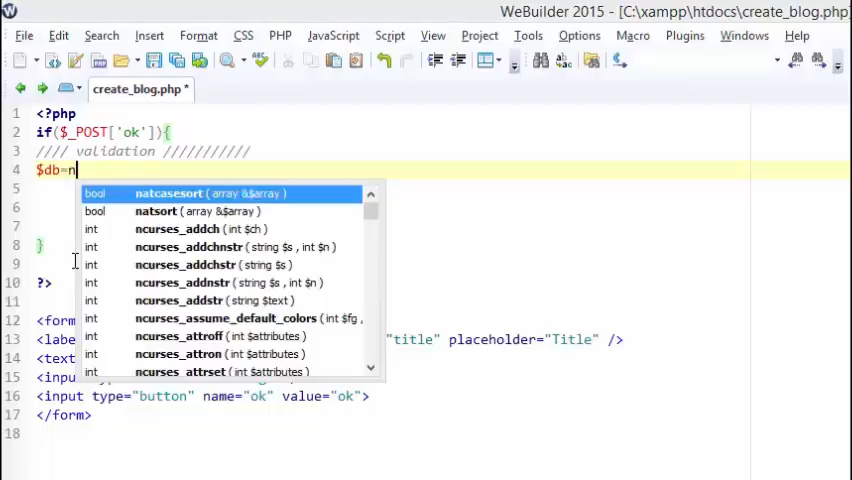 WeBuilder 2015 - [C:\xampp\htdocs\create_blog.php
File Edit Search View Insert Format CSS PHP JavaScript Script View Project Tools Options Macro Plugins Windows Help
create_blog.php *
1 <?php
2 if($_POST['ok']){
3 //// validation ///////////
4 $db=n
bool natcasesort ( array &$array )
5
bool natsort ( array &$array )
6
int ncurses_addch ( int $ch )
7
int ncurses_addchnstr ( string $s , int $n )
8 }
int ncurses_addchstr ( string $s )
9
int ncurses_addnstr ( string $s , int $n )
10 ?>
int ncurses_addstr ( string $text )
11
int ncurses_assume_default_colors ( int $fg ,
12 <form
int ncurses_attroff ( int $attributes )
13 <labe "title" placeholder="Title" />
int ncurses_attron ( int $attributes )
14 <text
int ncurses_attrset ( int $attributes )
15 <input
16 <input type="button" name="ok" value="ok">
17 </form>
18